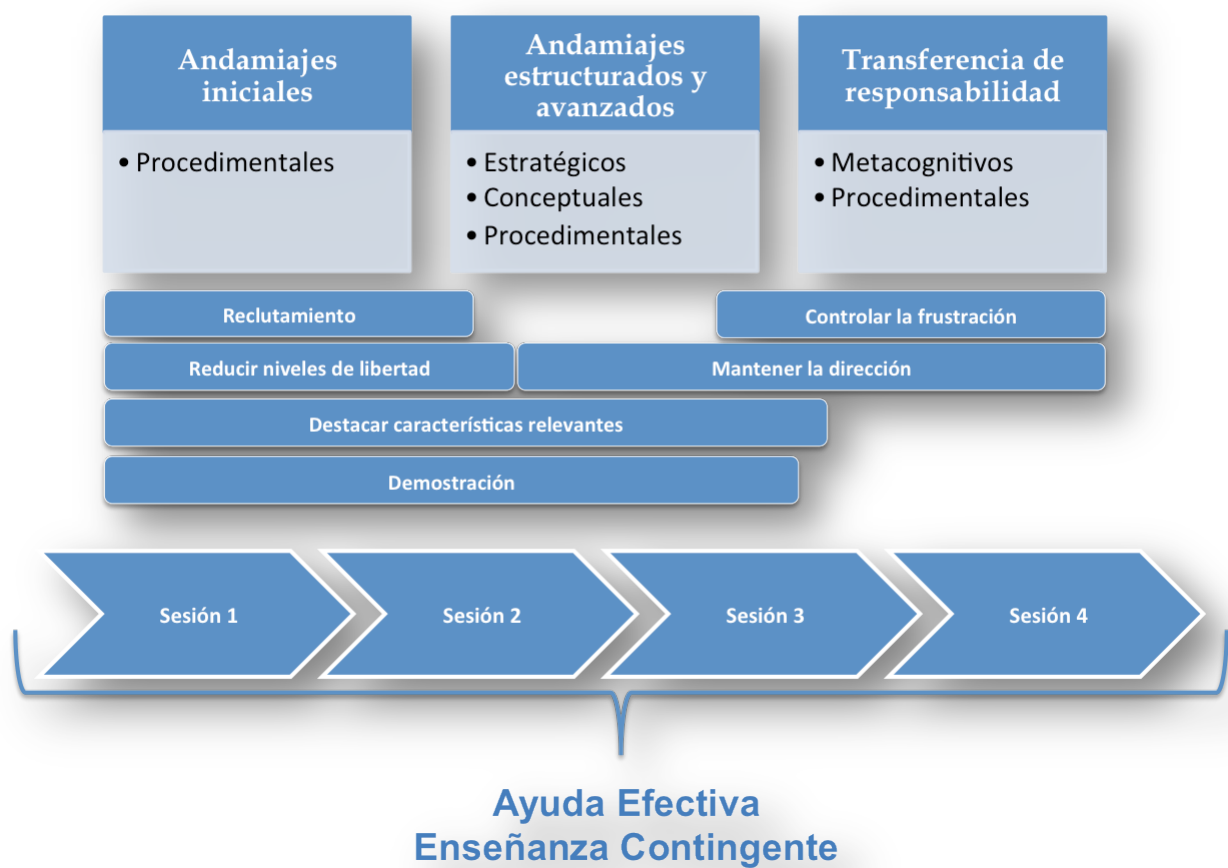 Andamiajes
iniciales
• Procedimentales
Andamiajes
estructurados y
avanzados
• Estratégicos
• Conceptuales
• Procedimentales
Transferencia de
responsabilidad
• Metacognitivos
• Procedimentales
Reclutamiento
Controlar la frustración
Reducir niveles de libertad
Mantener la dirección
Destacar características relevantes
Demostración
Sesión 1
Sesión 2
Sesión 3
Sesión 4
Ayuda Efectiva
Enseñanza Contingente